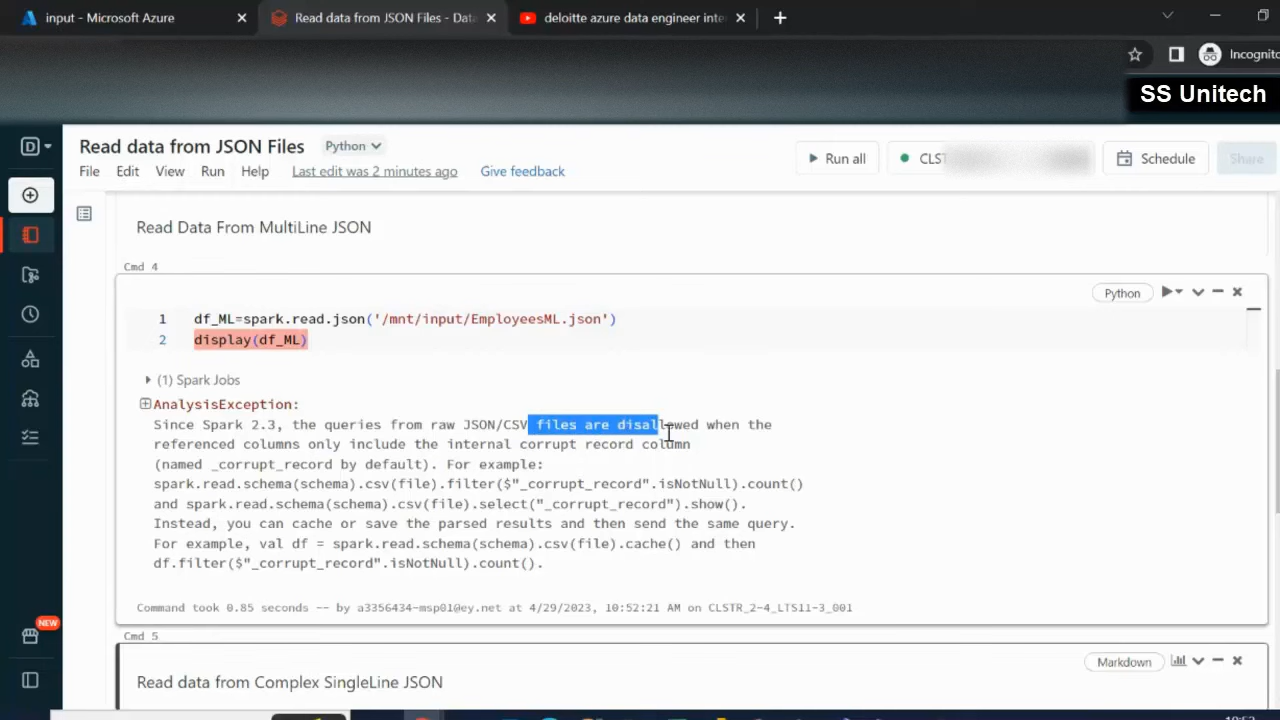 input - Microsoft Azure
Read data from JSON Files - Data
deloitte azure data engineer inte
Incognito
SS Unitech
Read data from JSON Files
Python
Run all
CLST
Schedule
Share
File Edit View Run Help Last edit was 2 minutes ago Give feedback
Read Data From MultiLine JSON
Cmd 4
Python
1 df_ML=spark.read.json('/mnt/input/EmployeesML.json')
2 display(df_ML)
(1) Spark Jobs
AnalysisException:
Since Spark 2.3, the queries from raw JSON/CSV files are disallowed when the
referenced columns only include the internal corrupt record column
(named _corrupt_record by default). For example:
spark.read.schema(schema).csv(file).filter($"_corrupt_record".isNotNull).count()
and spark.read.schema(schema).csv(file).select("_corrupt_record").show().
Instead, you can cache or save the parsed results and then send the same query.
For example, val df = spark.read.schema(schema).csv(file).cache() and then
df.filter($"_corrupt_record".isNotNull).count().
Command took 0.85 seconds -- by a3356434-msp01@ey.net at 4/29/2023, 10:52:21 AM on CLSTR_2-4_LTS11-3_001
NEW
Cmd 5
Markdown
Read data from Complex SingleLine JSON